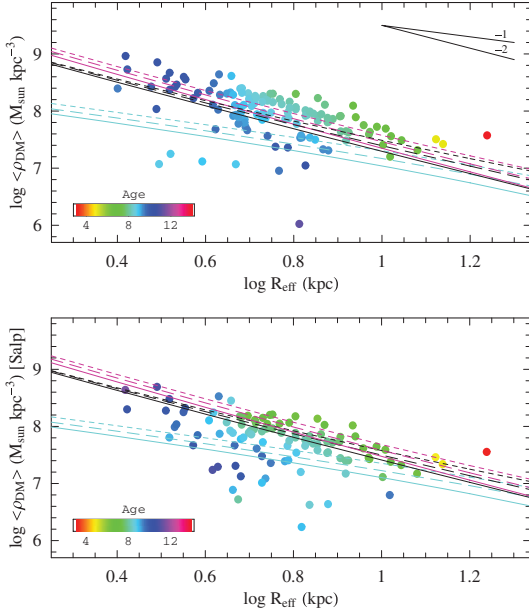 log <ρDM> (Msun kpc−3)
9
8
7
6
−1
−2
Age
4 8 12
0.4 0.6 0.8 1 1.2
log Reff (kpc)
log <ρDM> (Msun kpc−3) [Salp]
9
8
7
6
Age
4 8 12
0.4 0.6 0.8 1 1.2
log Reff (kpc)